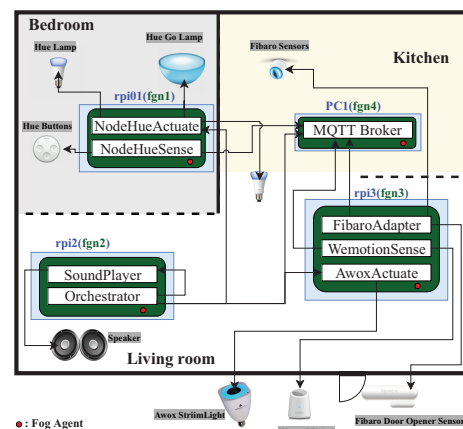 Bedroom
Hue Lamp
Hue Go Lamp
Fibaro Sensors
Kitchen
rpi01(fgn1)
PC1(fgn4)
NodeHueActuate
NodeHueSense
MQTT Broker
Hue Buttons
rpi3(fgn3)
FibaroAdapter
WemotionSense
AwoxActuate
rpi2(fgn2)
SoundPlayer
Orchestrator
Speaker
Living room
Awox StriimLight
Fibaro Door Opener Sensor
: Fog Agent